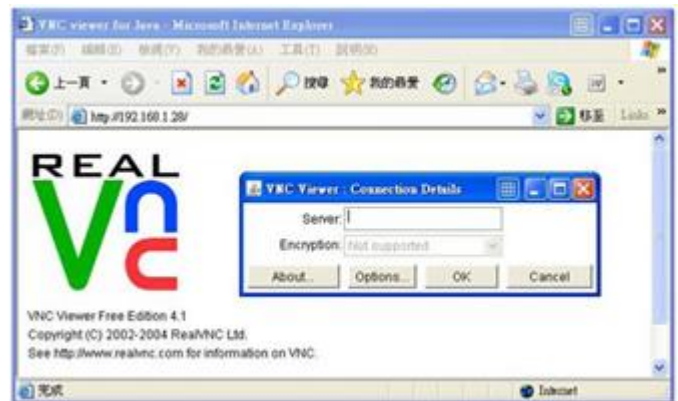 VNC viewer for Java - Microsoft Internet Explorer
檔案(F) 編輯(E) 檢視(V) 我的最愛(A) 工具(T) 說明(H)
上一頁 搜尋 我的最愛
網址(D) http://192.168.1.28/ 移至 Links »
REAL
VNC
VNC Viewer : Connection Details
Server:
Encryption: Not supported
About... Options... OK Cancel
VNC Viewer Free Edition 4.1
Copyright (C) 2002-2004 RealVNC Ltd.
See http://www.realvnc.com for information on VNC.
完成 Internet